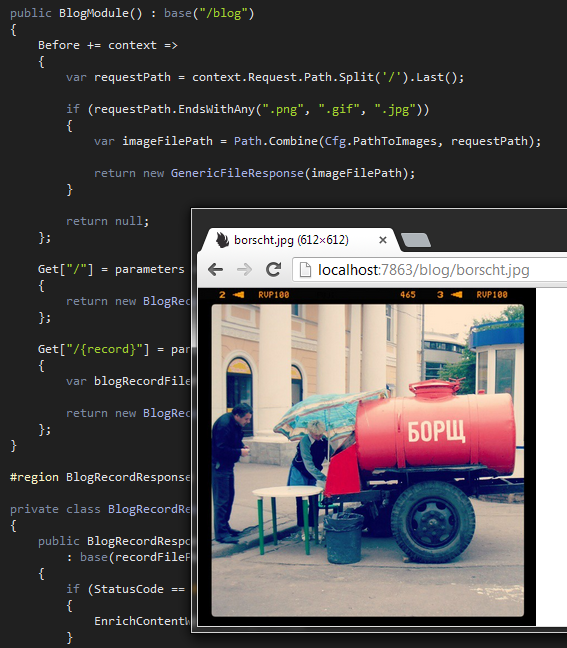 public BlogModule() : base("/blog")
{
Before += context =>
{
var requestPath = context.Request.Path.Split('/').Last();
if (requestPath.EndsWithAny(".png", ".gif", ".jpg"))
{
var imageFilePath = Path.Combine(Cfg.PathToImages, requestPath);
return new GenericFileResponse(imageFilePath);
}
return null;
};
Get["/"] = parameters
{
return new BlogRec
};
Get["/{record}"] = par
{
var blogRecordFile
return new BlogRec
};
}
#region BlogRecordResponse
private class BlogRecordRe
{
public BlogRecordRespo
: base(recordFileP
{
if (StatusCode ==
{
EnrichContentW
}
borscht.jpg (612×612)
localhost:7863/blog/borscht.jpg
2 RVP100 465 3 RVP100
БОРЩ